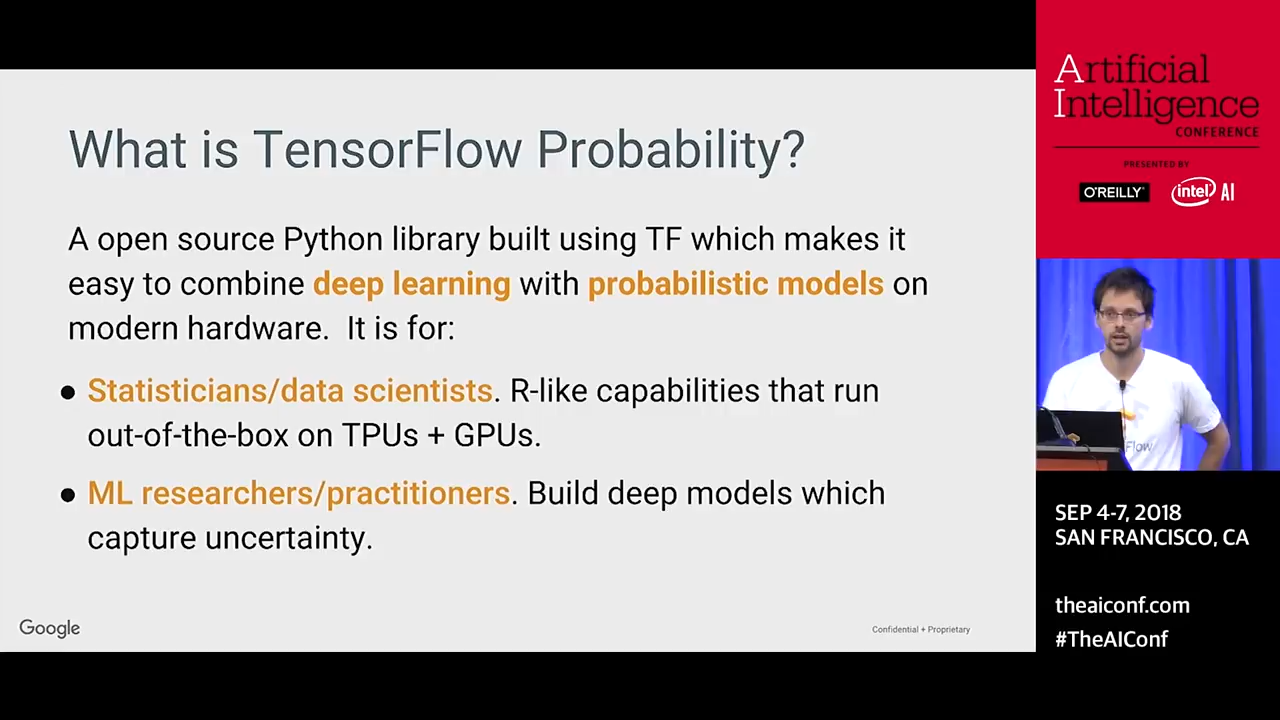 What is TensorFlow Probability?
A open source Python library built using TF which makes it
easy to combine deep learning with probabilistic models on
modern hardware. It is for:
● Statisticians/data scientists. R-like capabilities that run
out-of-the-box on TPUs + GPUs.
● ML researchers/practitioners. Build deep models which
capture uncertainty.
Google
Confidential + Proprietary
Artificial
Intelligence
CONFERENCE
PRESENTED BY
O'REILLY
intel AI
Flow
SEP 4-7, 2018
SAN FRANCISCO, CA
theaiconf.com
#TheAIConf